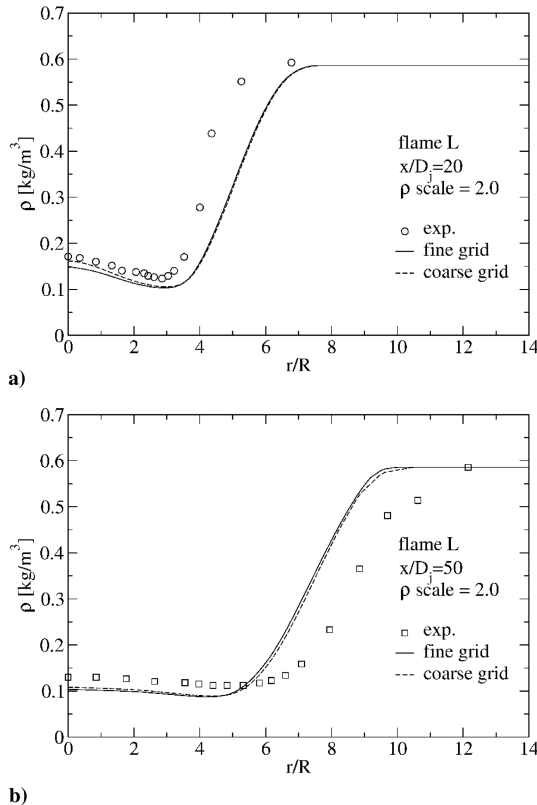 0.7
0.6
0.5
0.4
0.3
0.2
0.1
0
ρ [kg/m³]
flame L
x/Dj=20
ρ scale = 2.0
exp.
fine grid
coarse grid
0 2 4 6 8 10 12 14
r/R
a)
0.7
0.6
0.5
0.4
0.3
0.2
0.1
0
ρ [kg/m³]
flame L
x/Dj=50
ρ scale = 2.0
exp.
fine grid
coarse grid
0 2 4 6 8 10 12 14
r/R
b)